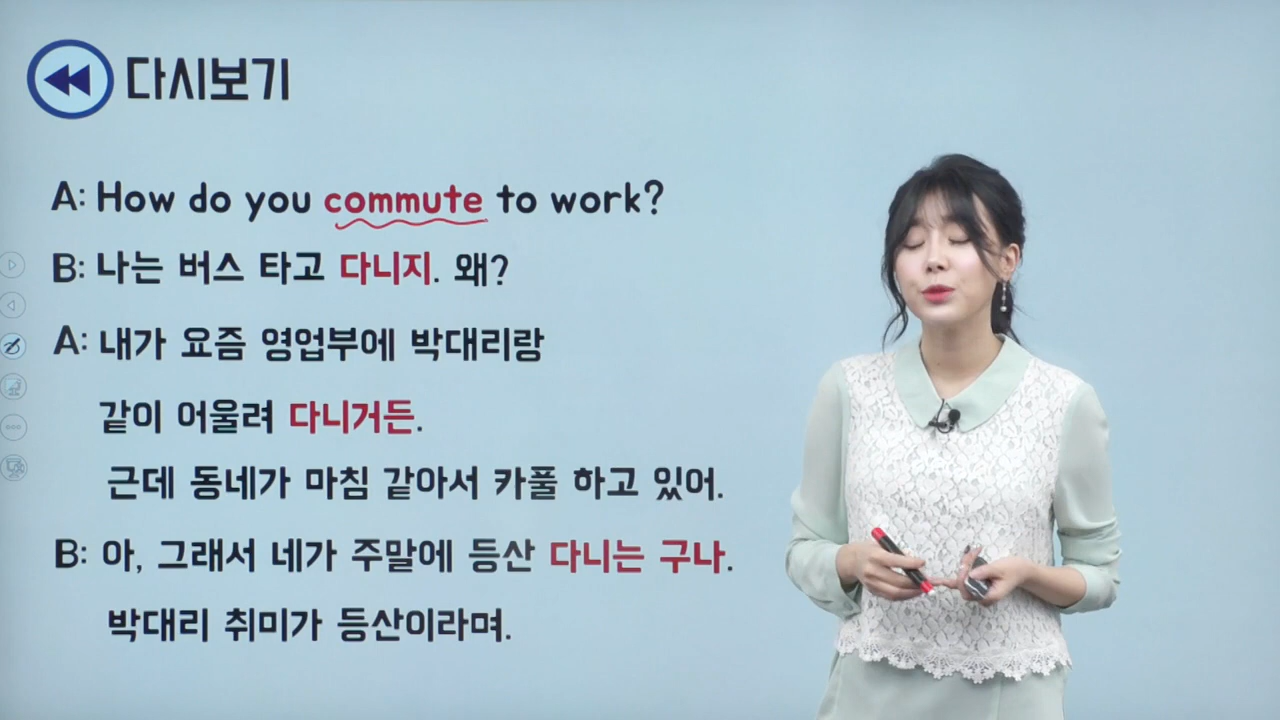 다시보기
A: How do you commute to work?
B: 나는 버스 타고 다니지. 왜?
A: 내가 요즘 영업부에 박대리랑
같이 어울려 다니거든.
근데 동네가 마침 같아서 카풀 하고 있어.
B: 아, 그래서 네가 주말에 등산 다니는 구나.
박대리 취미가 등산이라며.